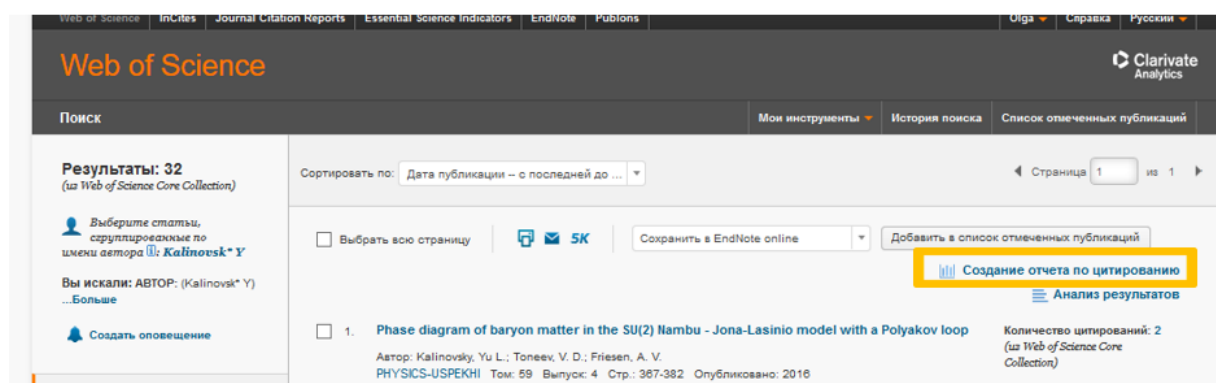 Web of Science InCites Journal Citation Reports Essential Science Indicators EndNote Publons Olga Справка Русский
Web of Science
Clarivate
Analytics
Поиск Мои инструменты История поиска Список отмеченных публикаций
Результаты: 32
(из Web of Science Core Collection)
Сортировать по: Дата публикации -- с последней до ...
Страница 1 из 1
Выберите статьи,
сгруппированные по
имени автора i: Kalinovsk* Y
Вы искали: АВТОР: (Kalinovsk* Y)
...Больше
Создать оповещение
Выбрать всю страницу 5K Сохранить в EndNote online Добавить в список отмеченных публикаций
Создание отчета по цитированию
Анализ результатов
1. Phase diagram of baryon matter in the SU(2) Nambu - Jona-Lasinio model with a Polyakov loop
Автор: Kalinovsky, Yu L.; Toneev, V. D.; Friesen, A. V.
PHYSICS-USPEKHI Том: 59 Выпуск: 4 Стр.: 367-382 Опубликовано: 2016
Количество цитирований: 2
(из Web of Science Core
Collection)